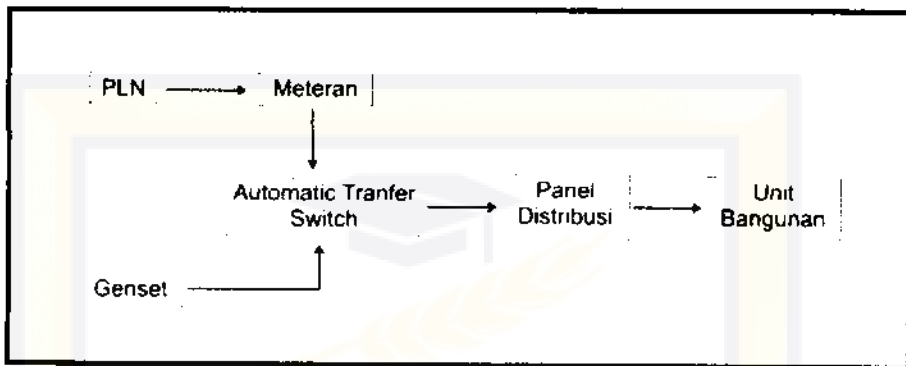 PLN
Meteran
Automatic Tranfer
Switch
Panel
Distribusi
Unit
Bangunan
Genset